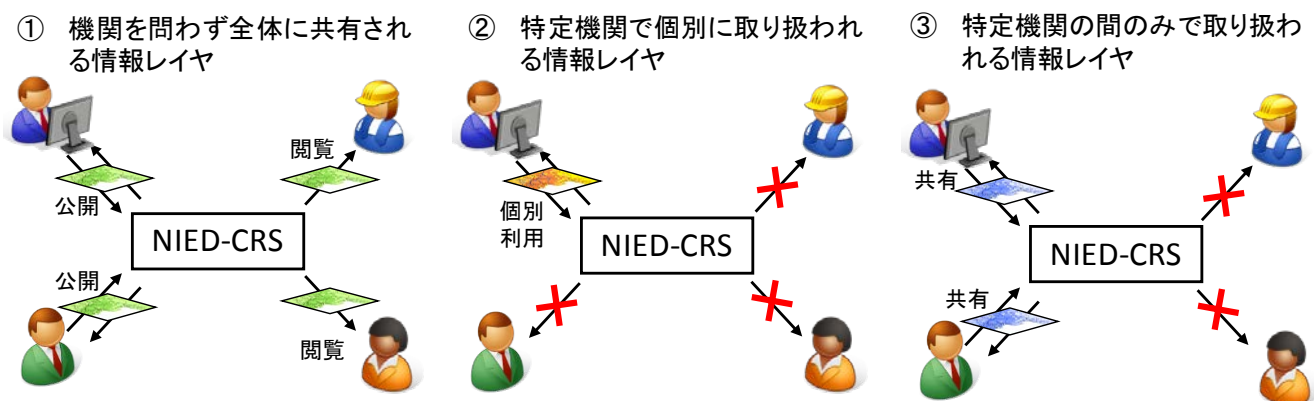 ① 機関を問わず全体に共有され
る情報レイヤ
閲覧
公開
NIED-CRS
公開
閲覧
② 特定機関で個別に取り扱われ
る情報レイヤ
個別
利用
NIED-CRS
③ 特定機関の間のみで取り扱わ
れる情報レイヤ
共有
NIED-CRS
共有